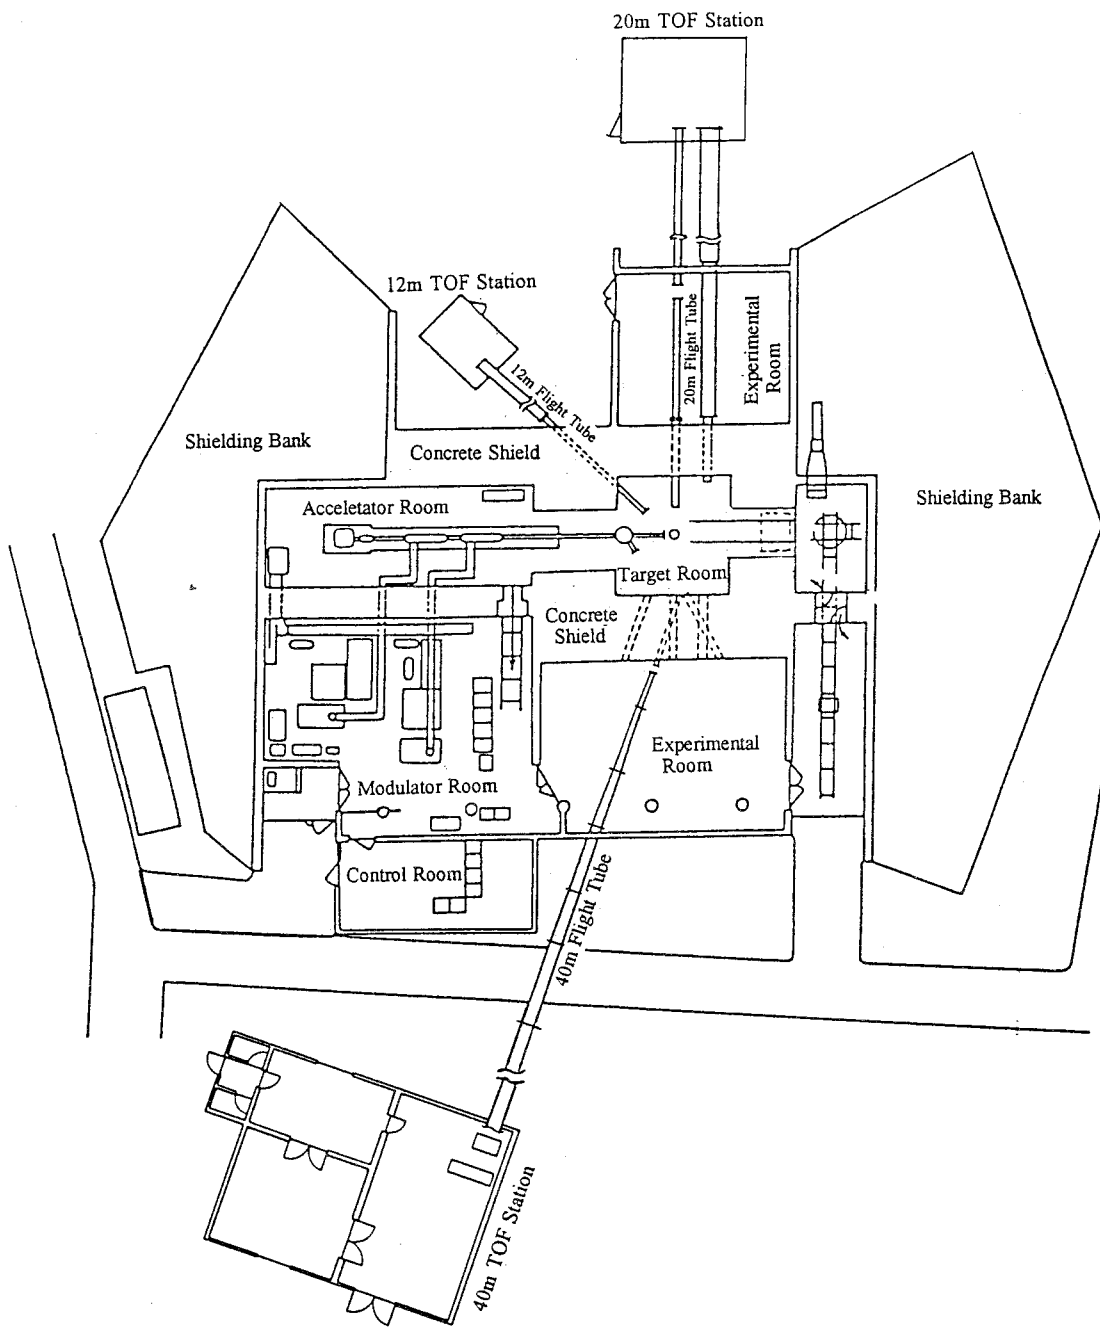 20m TOF Station
12m TOF Station
12m Flight Tube
20m Flight Tube
Experimental
Room
Shielding Bank
Concrete Shield
Shielding Bank
Acceletator Room
Target Room
Concrete
Shield
Experimental
Room
Modulator Room
Control Room
40m Flight Tube
40m TOF Station